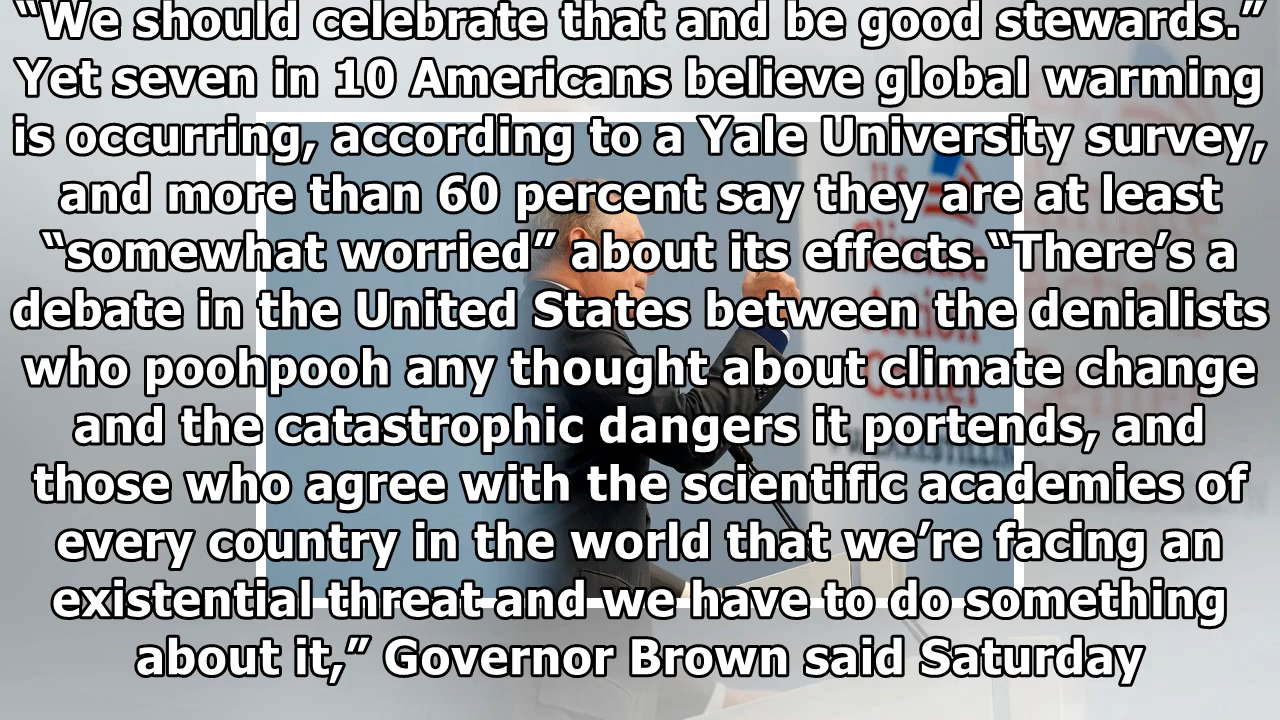 “We should celebrate that and be good stewards.”
Yet seven in 10 Americans believe global warming
is occurring, according to a Yale University survey,
and more than 60 percent say they are at least
“somewhat worried” about its effects.“There’s a
debate in the United States between the denialists
who poohpooh any thought about climate change
and the catastrophic dangers it portends, and
those who agree with the scientific academies of
every country in the world that we’re facing an
existential threat and we have to do something
about it,” Governor Brown said Saturday
U.S.
Climate
Action
Center